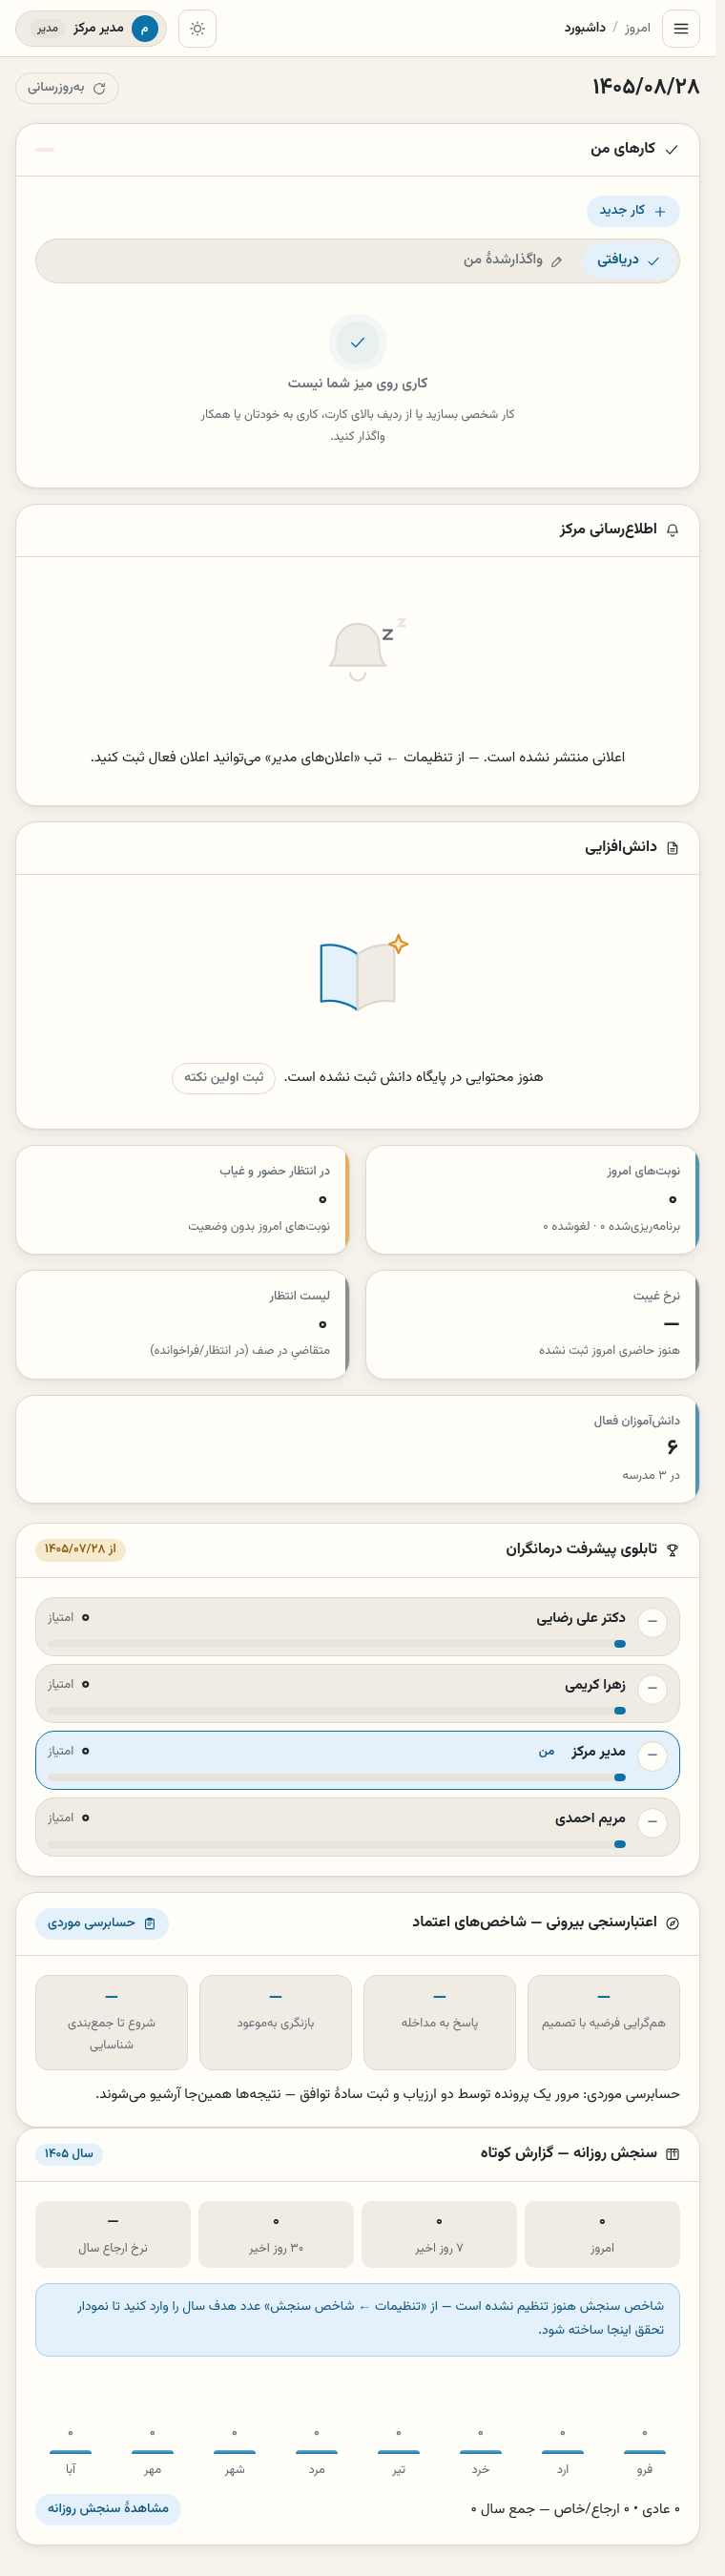 امروز / داشبورد
مدیر مرکز مدیر
م
۱۴۰۵/۰۸/۲۸
به‌روزرسانی
کارهای من
کار جدید
دریافتی
واگذارشدهٔ من
کاری روی میز شما نیست
کار شخصی بسازید یا از ردیف بالای کارت، کاری به خودتان یا همکار
واگذار کنید.
اطلاع‌رسانی مرکز
z z
اعلانی منتشر نشده است. — از تنظیمات ← تب «اعلان‌های مدیر» می‌توانید اعلان فعال ثبت کنید.
دانش‌افزایی
هنوز محتوایی در پایگاه دانش ثبت نشده است. ثبت اولین نکته
نوبت‌های امروز
۰
برنامه‌ریزی‌شده ۰ · لغوشده ۰
در انتظار حضور و غیاب
۰
نوبت‌های امروز بدون وضعیت
نرخ غیبت
—
هنوز حاضری امروز ثبت نشده
لیست انتظار
۰
متقاضیِ در صف (در انتظار/فراخوانده)
دانش‌آموزان فعال
۶
در ۳ مدرسه
تابلوی پیشرفت درمانگران
از ۱۴۰۵/۰۷/۲۸
— دکتر علی رضایی ۰ امتیاز
— زهرا کریمی ۰ امتیاز
— مدیر مرکز من ۰ امتیاز
— مریم احمدی ۰ امتیاز
اعتبارسنجی بیرونی — شاخص‌های اعتماد
حسابرسی موردی
—
هم‌گرایی فرضیه با تصمیم
—
پاسخ به مداخله
—
بازنگری به‌موعود
—
شروع تا جمع‌بندی
شناسایی
حسابرسی موردی: مرور یک پرونده توسط دو ارزیاب و ثبت سادهٔ توافق — نتیجه‌ها همین‌جا آرشیو می‌شوند.
سنجش روزانه — گزارش کوتاه
سال ۱۴۰۵
۰
امروز
۰
۷ روز اخیر
۰
۳۰ روز اخیر
—
نرخ ارجاع سال
شاخص سنجش هنوز تنظیم نشده است — از «تنظیمات ← شاخص سنجش» عدد هدف سال را وارد کنید تا نمودار
تحقق اینجا ساخته شود.
۰ ۰ ۰ ۰ ۰ ۰ ۰ ۰
فرو ارد خرد تیر مرد شهر مهر آبا
۰ عادی • ۰ ارجاع/خاص — جمع سال ۰
مشاهدهٔ سنجش روزانه